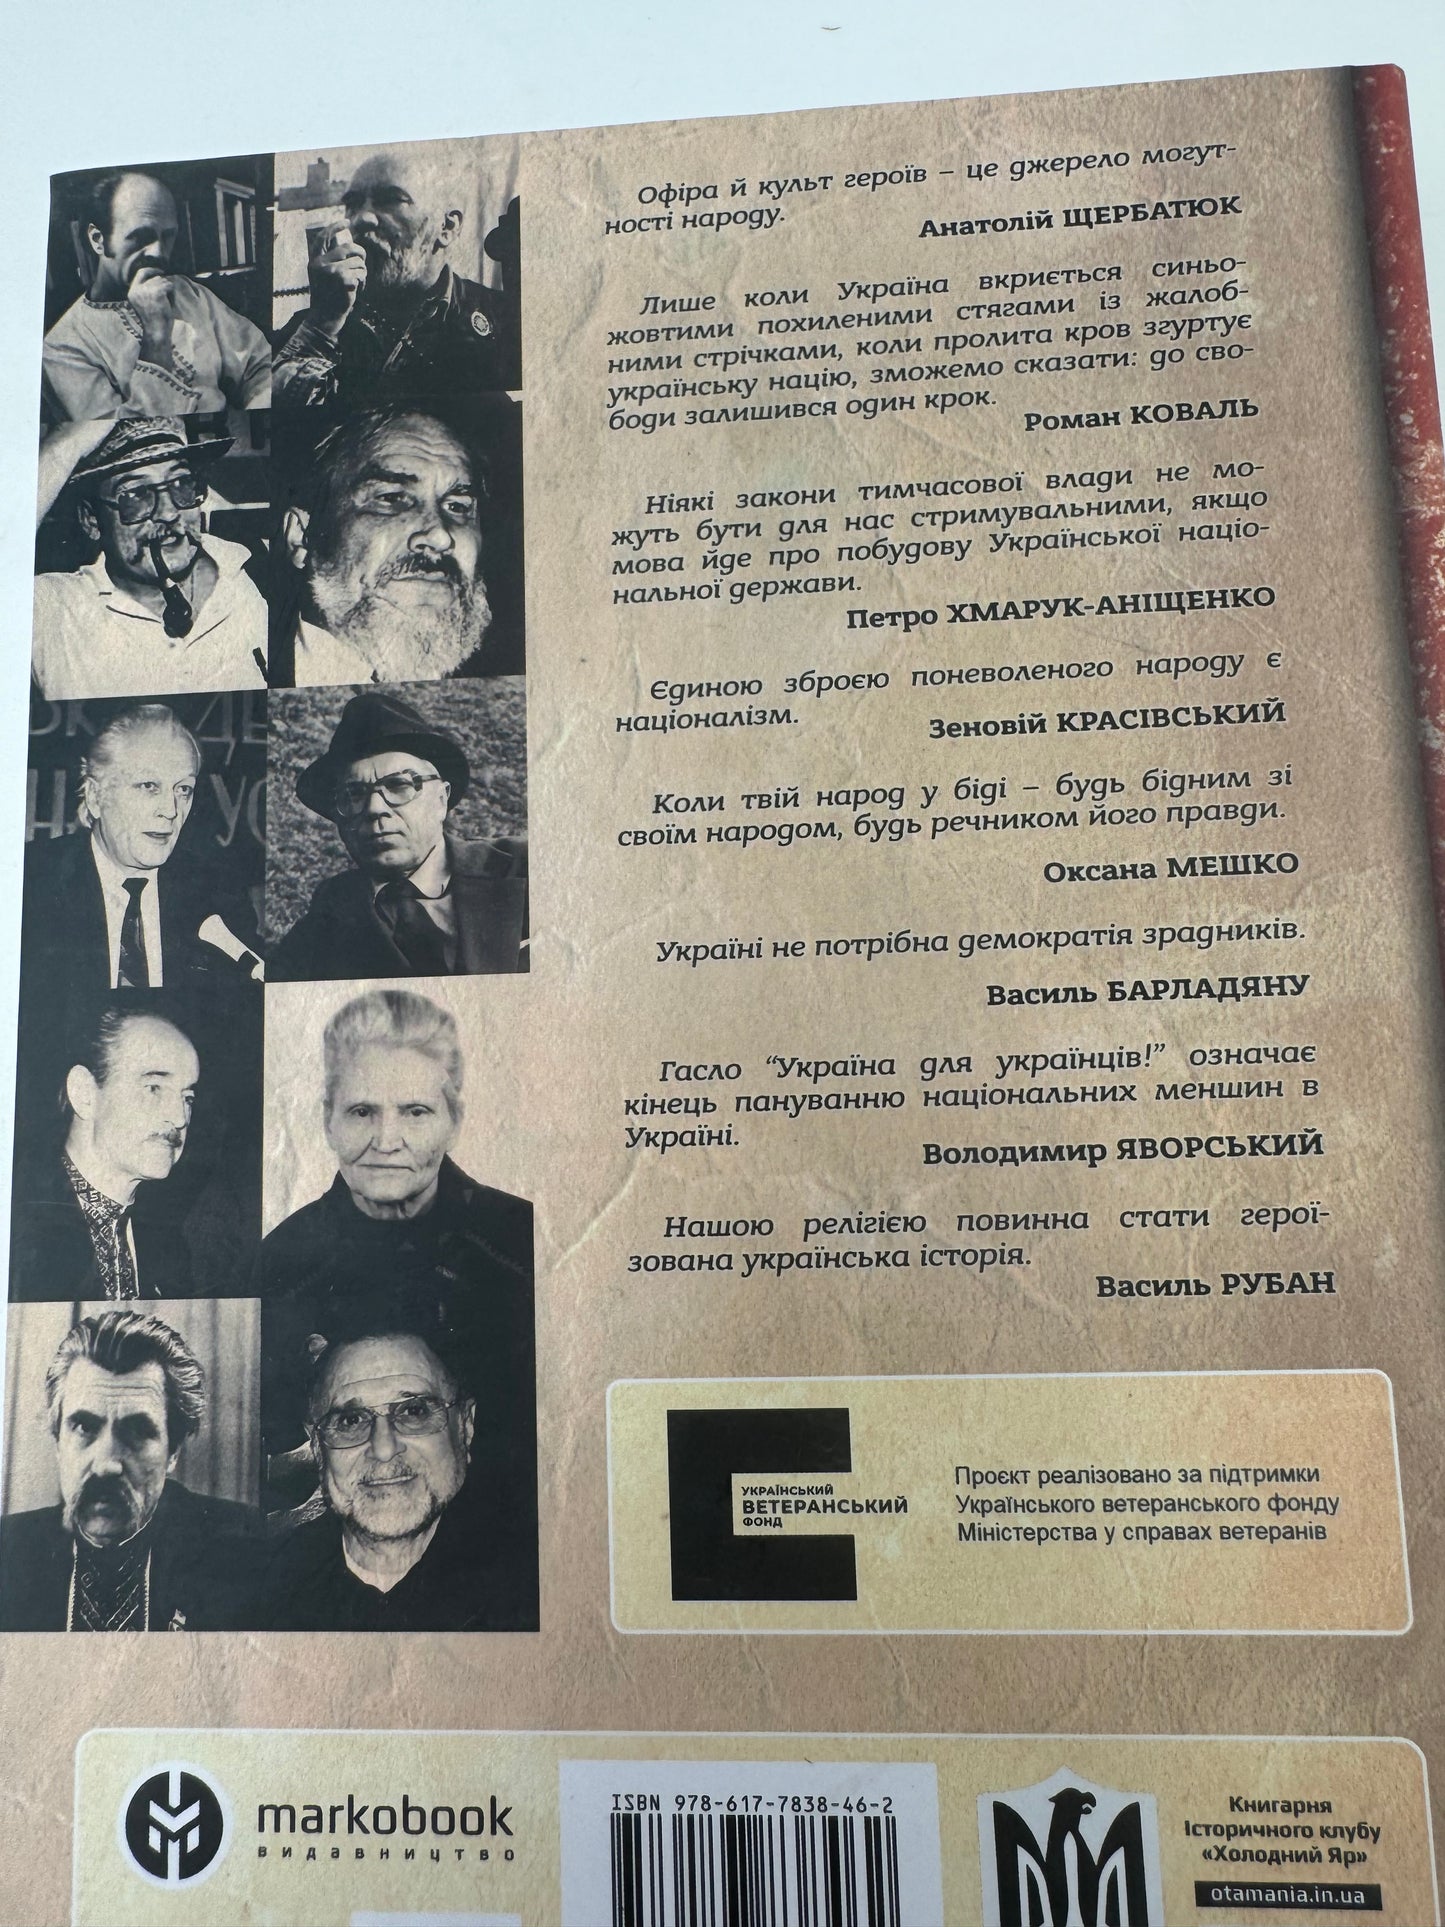 Офіра й культ героїв – це джерело могут-
ності народу.
Анатолій ЩЕРБАТЮК
Лише коли Україна вкриється синьо-
жовтими похиленими стягами із жалоб-
ними стрічками, коли пролита кров згуртує
українську націю, зможемо сказати: до сво-
боди залишився один крок.
Роман КОВАЛЬ
Ніякі закони тимчасової влади не мо-
жуть бути для нас стримувальними, якщо
мова йде про побудову Української націо-
нальної держави.
Петро ХМАРУК-АНІЩЕНКО
Єдиною зброєю поневоленого народу є
націоналізм.
Зеновій КРАСІВСЬКИЙ
Коли твій народ у біді – будь бідним зі
своїм народом, будь речником його правди.
Оксана МЕШКО
Україні не потрібна демократія зрадників.
Василь БАРЛАДЯНУ
Гасло “Україна для українців!” означає
кінець пануванню національних меншин в
Україні.
Володимир ЯВОРСЬКИЙ
Нашою релігією повинна стати герої-
зована українська історія.
Василь РУБАН
УКРАЇНСЬКИЙ
ВЕТЕРАНСЬКИЙ
ФОНД
Проєкт реалізовано за підтримки
Українського ветеранського фонду
Міністерства у справах ветеранів
markobook
видавництво
ISBN 978-617-7838-46-2
Книгарня
Історичного клубу
«Холодний Яр»
otamania.in.ua